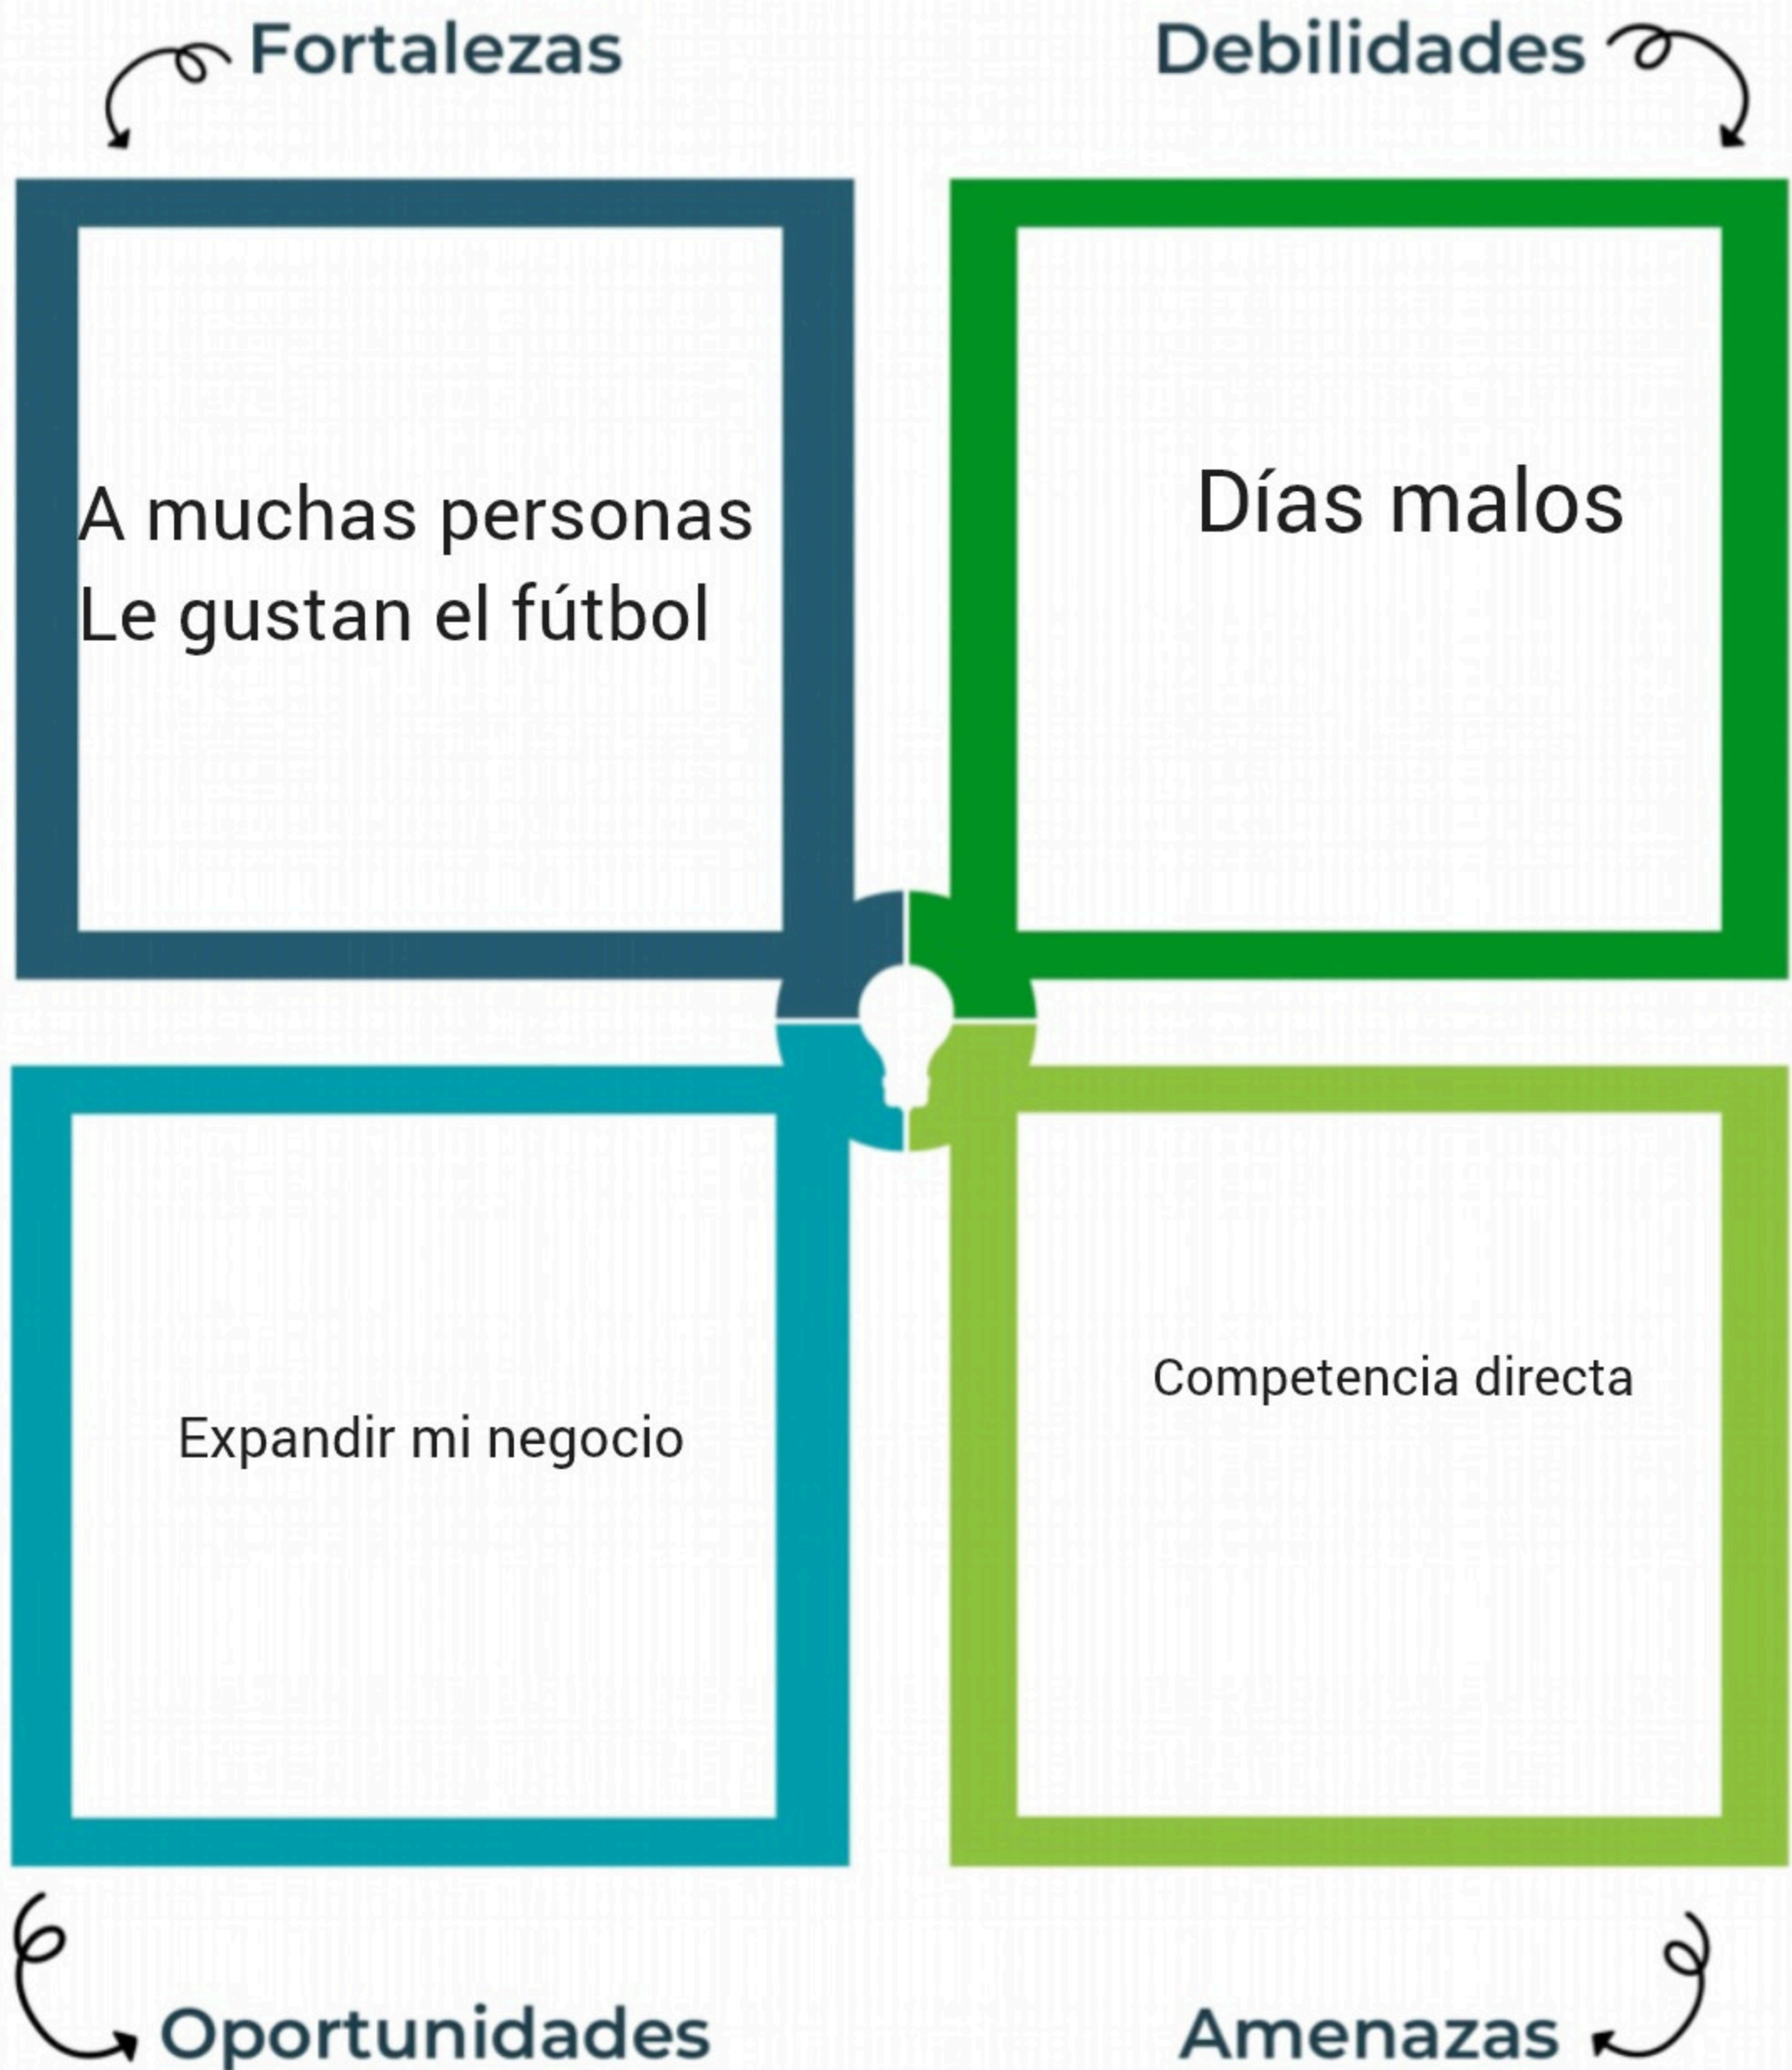 Fortalezas
Debilidades
A muchas personas
Le gustan el fútbol
Días malos
Expandir mi negocio
Competencia directa
Oportunidades
Amenazas